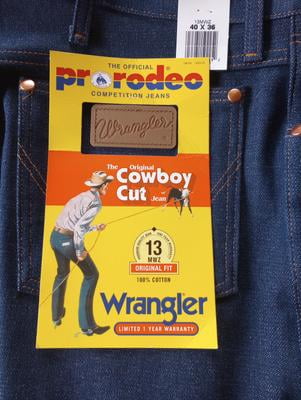 13MWZ
40 X 36
THE OFFICIAL
prorodeo
COMPETITION JEANS
Wrangler
The Original
Cowboy
Cut
Jean
13
MWZ
ORIGINAL FIT
100% COTTON
Wrangler
LIMITED 1 YEAR WARRANTY